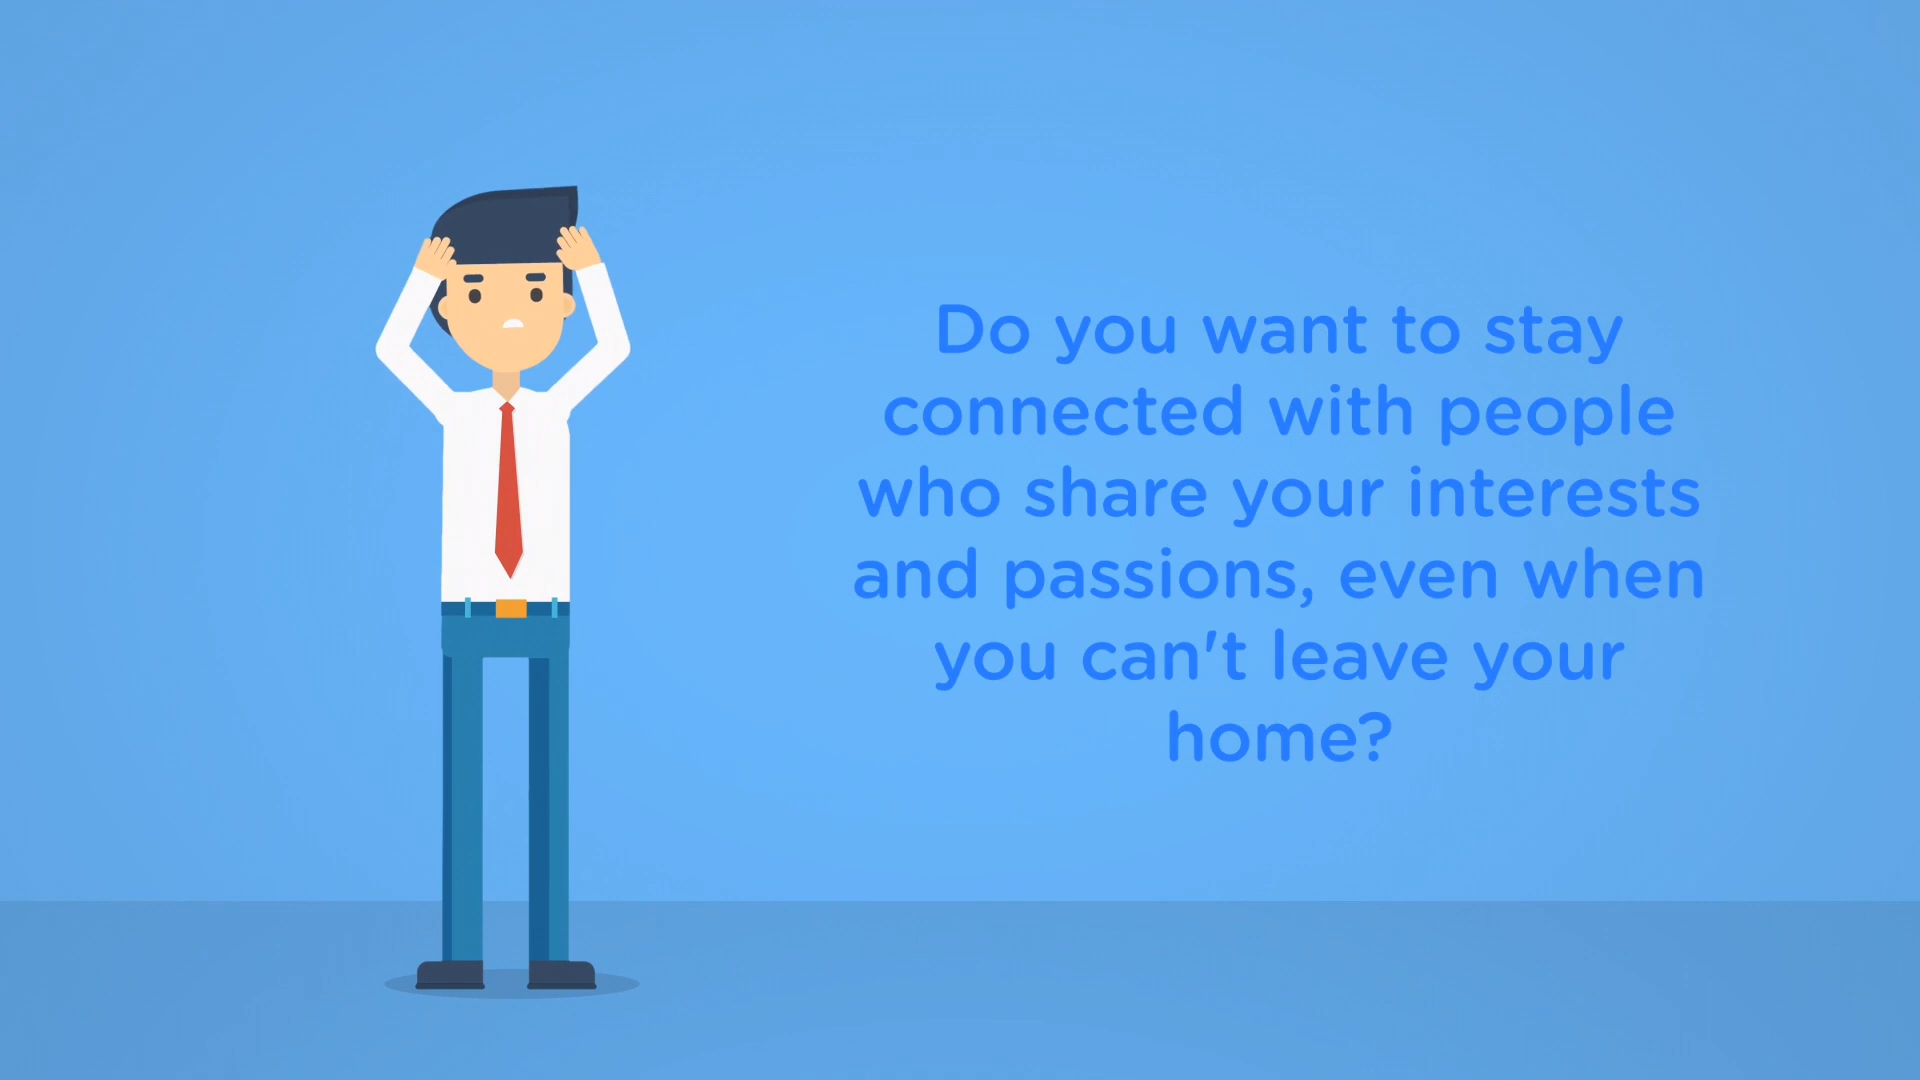 Do you want to stay
connected with people
who share your interests
and passions, even when
you can't leave your
home?